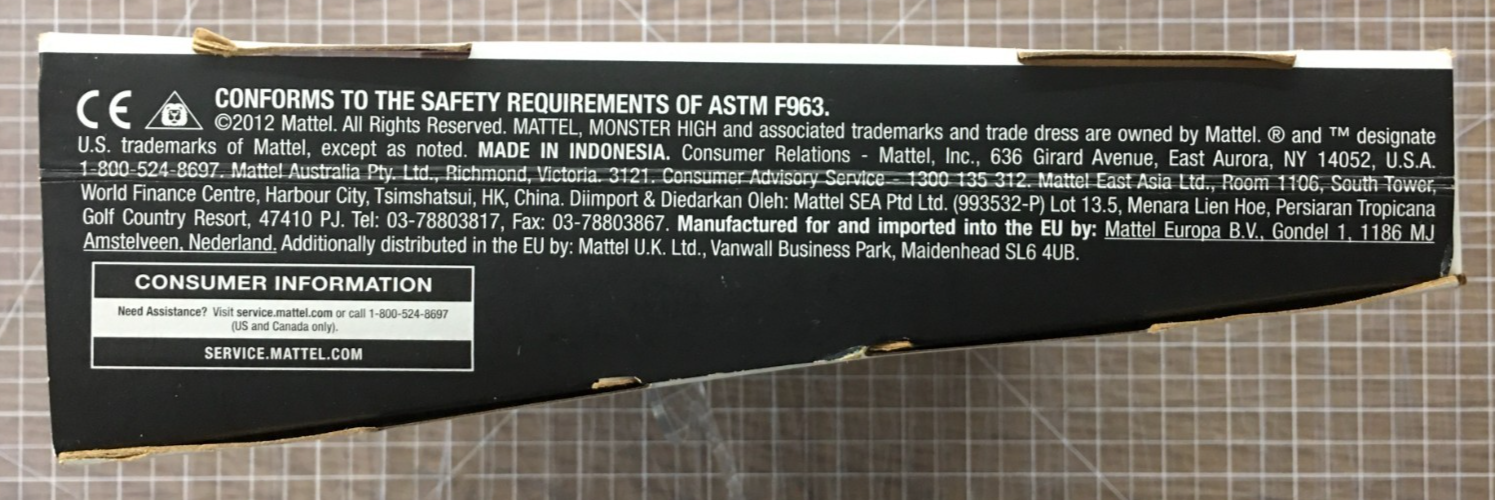 CE
CONFORMS TO THE SAFETY REQUIREMENTS OF ASTM F963.
©2012 Mattel. All Rights Reserved. MATTEL, MONSTER HIGH and associated trademarks and trade dress are owned by Mattel. ® and ™ designate
U.S. trademarks of Mattel, except as noted. MADE IN INDONESIA. Consumer Relations - Mattel, Inc., 636 Girard Avenue, East Aurora, NY 14052, U.S.A.
1-800-524-8697. Mattel Australia Pty. Ltd., Richmond, Victoria. 3121. Consumer Advisory Service - 1300 135 312. Mattel East Asia Ltd., Room 1106, South Tower,
World Finance Centre, Harbour City, Tsimshatsui, HK, China. Diimport & Diedarkan Oleh: Mattel SEA Ptd Ltd. (993532-P) Lot 13.5, Menara Lien Hoe, Persiaran Tropicana
Golf Country Resort, 47410 PJ. Tel: 03-78803817, Fax: 03-78803867. Manufactured for and imported into the EU by: Mattel Europa B.V., Gondel 1, 1186 MJ
Amstelveen, Nederland. Additionally distributed in the EU by: Mattel U.K. Ltd., Vanwall Business Park, Maidenhead SL6 4UB.
CONSUMER INFORMATION
Need Assistance? Visit service.mattel.com or call 1-800-524-8697
(US and Canada only).
SERVICE.MATTEL.COM